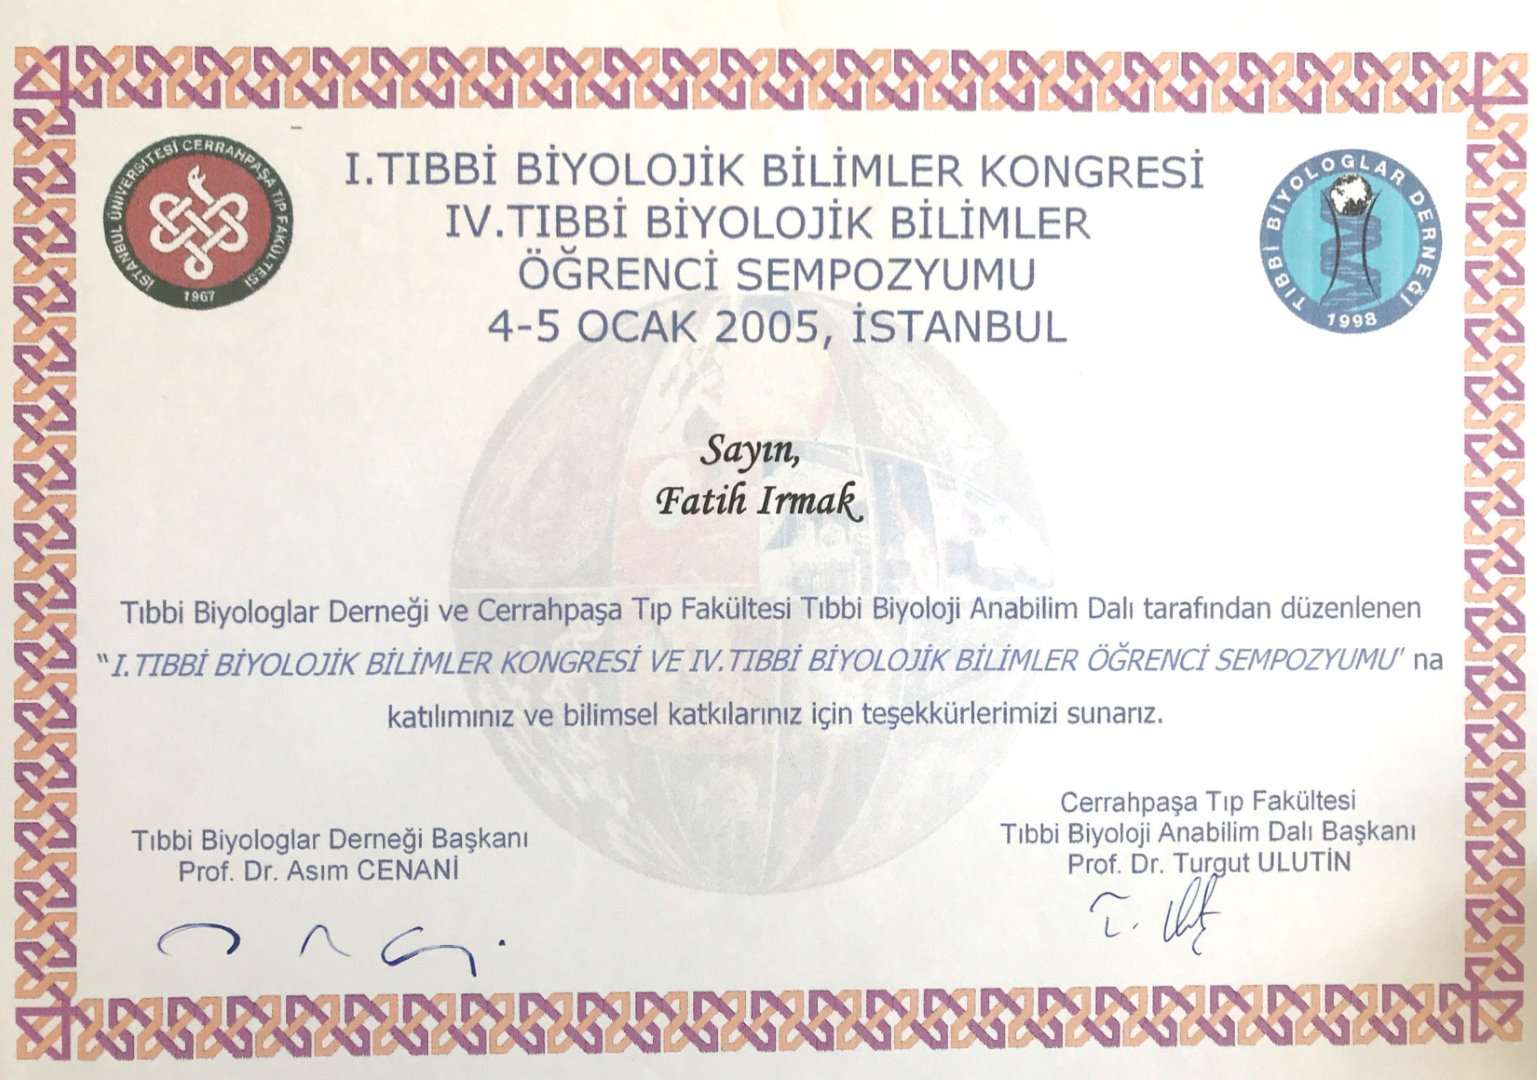 İSTANBUL ÜNİVERSİTESİ CERRAHPAŞA TIP FAKÜLTESİ
1967
I.TIBBİ BİYOLOJİK BİLİMLER KONGRESİ
IV.TIBBİ BİYOLOJİK BİLİMLER
ÖĞRENCİ SEMPOZYUMU
4-5 OCAK 2005, İSTANBUL
TIBBİ BİYOLOGLAR DERNEĞİ
1998
Sayın,
Fatih Irmak
Tıbbi Biyologlar Derneği ve Cerrahpaşa Tıp Fakültesi Tıbbi Biyoloji Anabilim Dalı tarafından düzenlenen
"I.TIBBİ BİYOLOJİK BİLİMLER KONGRESİ VE IV.TIBBİ BİYOLOJİK BİLİMLER ÖĞRENCİ SEMPOZYUMU' na
katılımınız ve bilimsel katkılarınız için teşekkürlerimizi sunarız.
Tıbbi Biyologlar Derneği Başkanı
Prof. Dr. Asım CENANİ
Cerrahpaşa Tıp Fakültesi
Tıbbi Biyoloji Anabilim Dalı Başkanı
Prof. Dr. Turgut ULUTİN